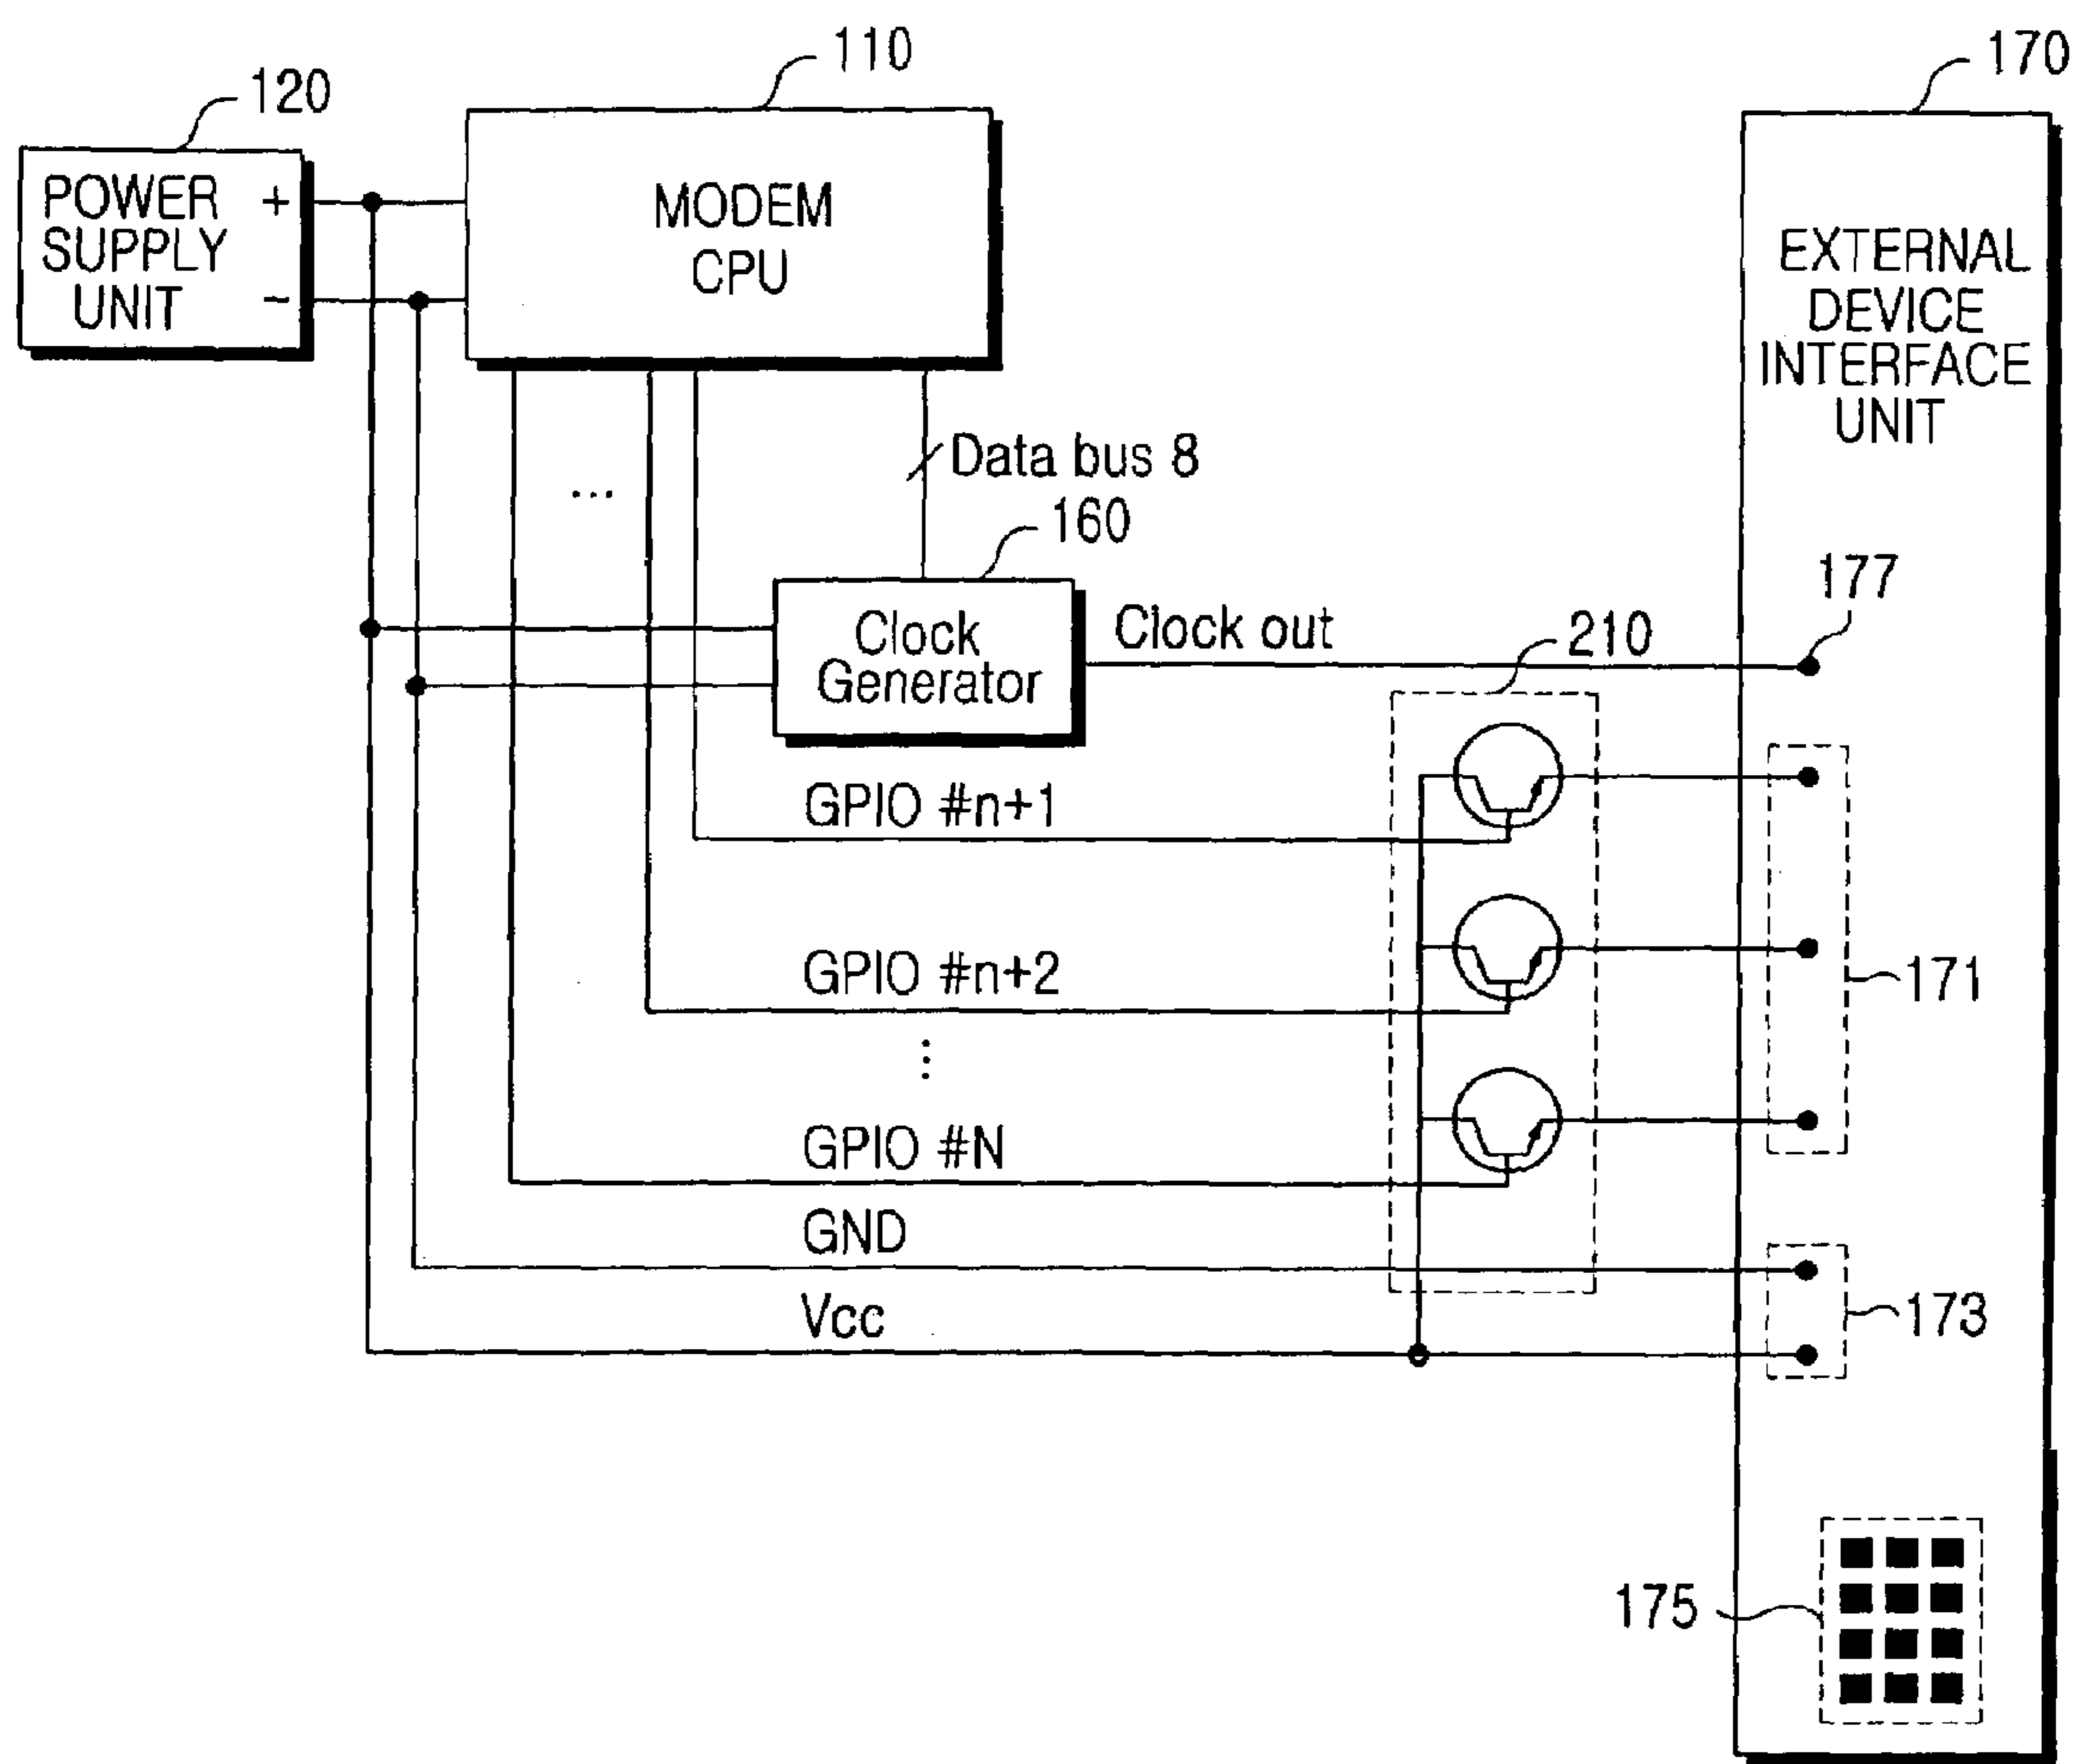 110
170
120
POWER +
SUPPLY
UNIT −
MODEM
CPU
EXTERNAL
DEVICE
INTERFACE
UNIT
Data bus 8
...
160
177
Clock
Generator
Clock out
210
GPIO #n+1
GPIO #n+2
171
GPIO #N
GND
173
Vcc
175